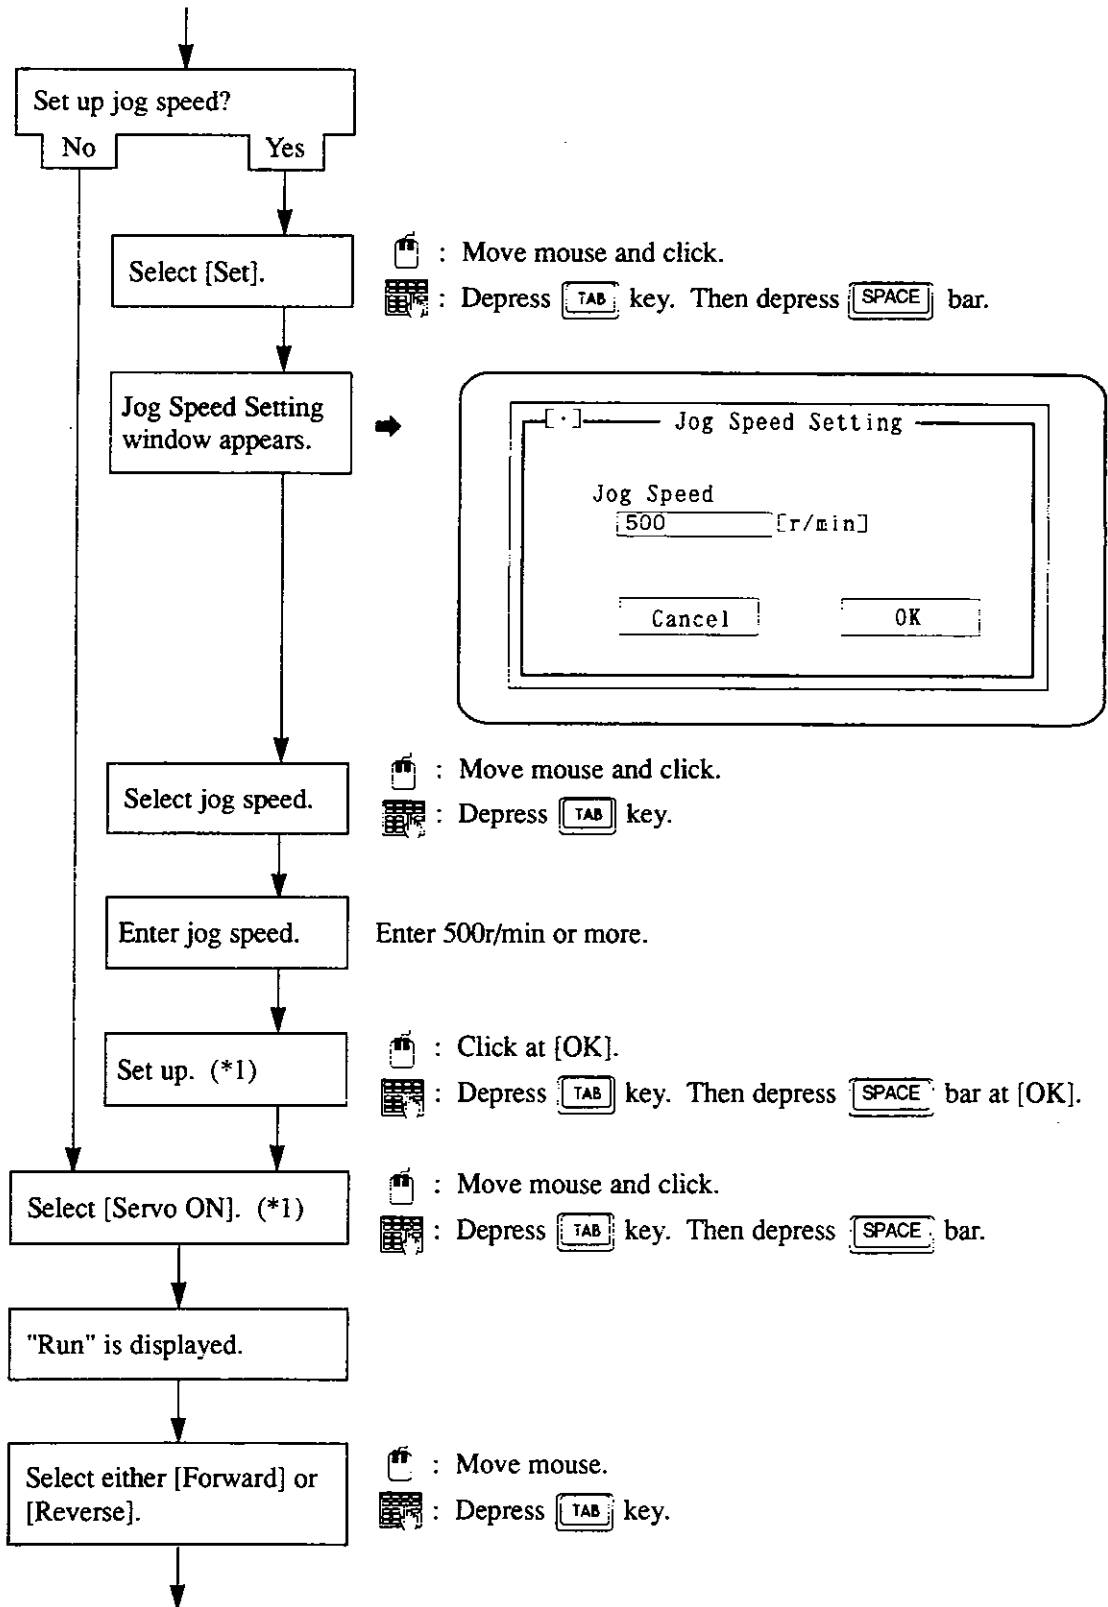 Set up jog speed?
No Yes
Select [Set].
: Move mouse and click.
: Depress TAB key. Then depress SPACE bar.
Jog Speed Setting
window appears.
[·] Jog Speed Setting
Jog Speed
500 [r/min]
Cancel OK
Select jog speed.
: Move mouse and click.
: Depress TAB key.
Enter jog speed. Enter 500r/min or more.
Set up. (*1)
: Click at [OK].
: Depress TAB key. Then depress SPACE bar at [OK].
Select [Servo ON]. (*1)
: Move mouse and click.
: Depress TAB key. Then depress SPACE bar.
"Run" is displayed.
Select either [Forward] or
[Reverse].
: Move mouse.
: Depress TAB key.